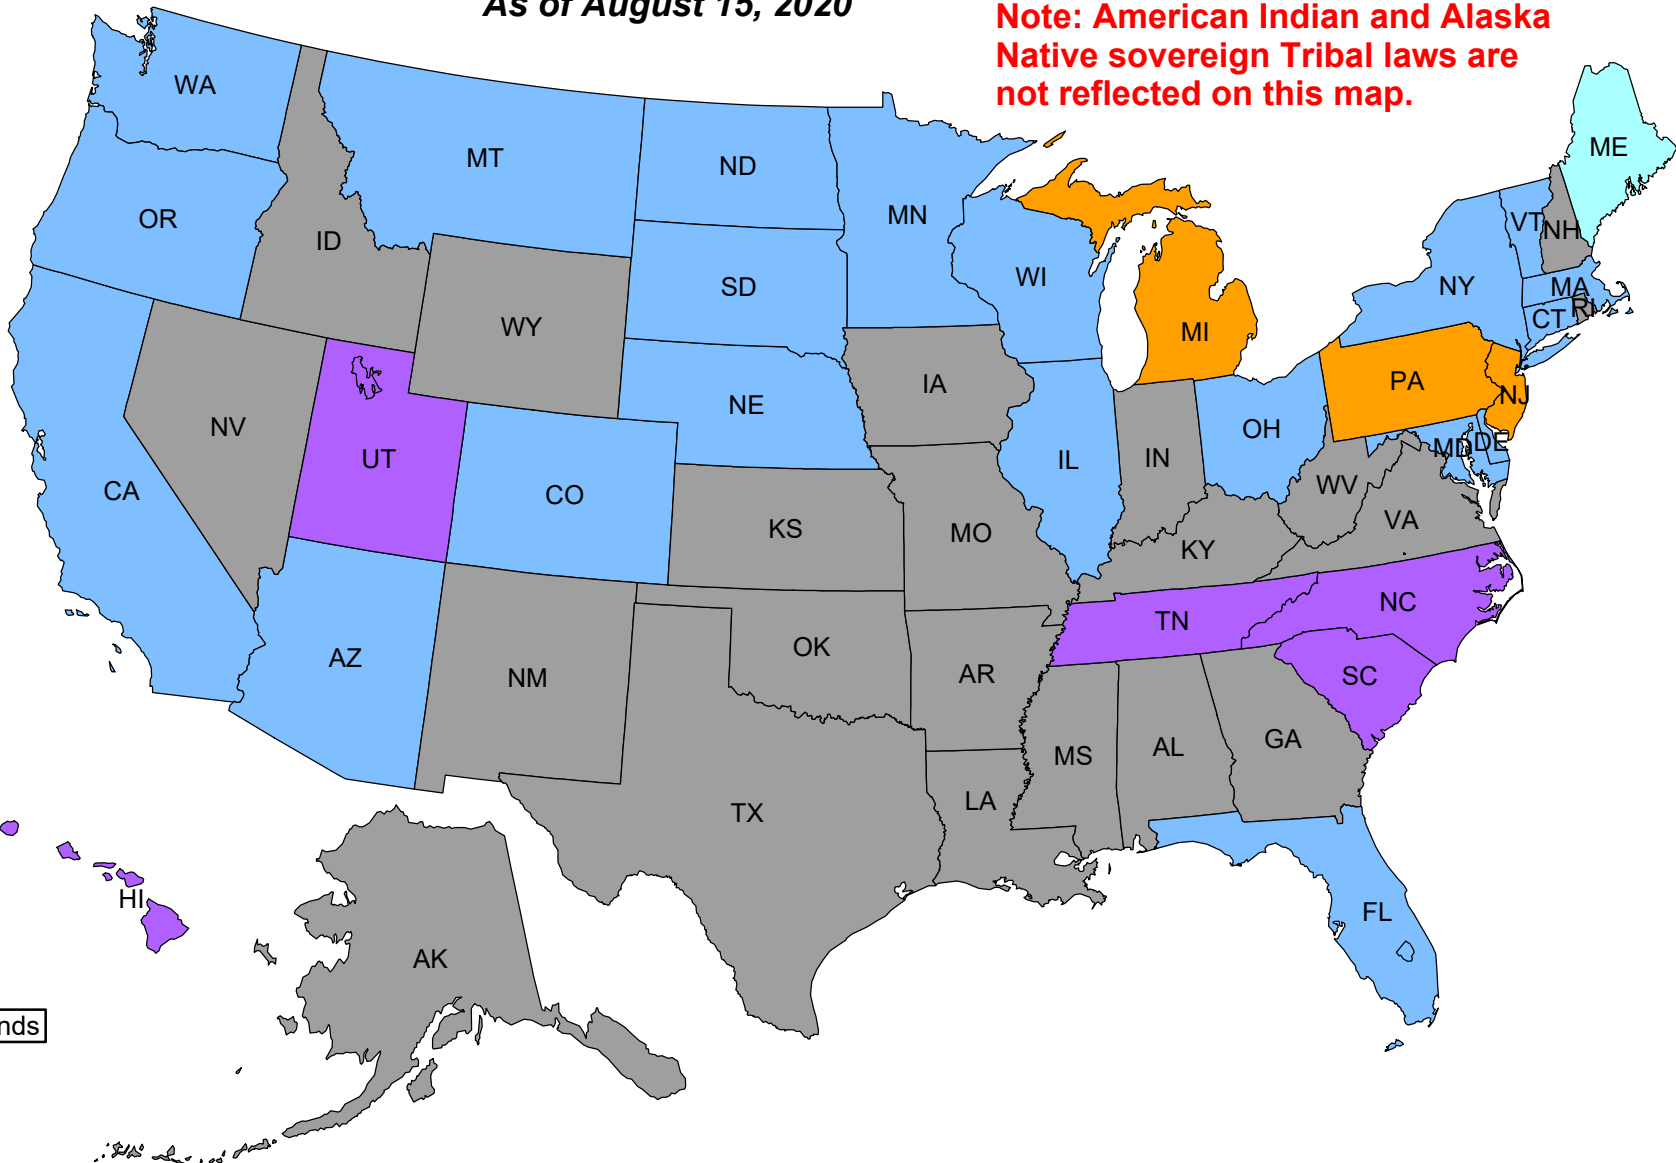 As of August 15, 2020
Note: American Indian and Alaska
Native sovereign Tribal laws are
not reflected on this map.
WA
MT
ND
MN
ME
OR
ID
SD
WI
VT
NH
WY
MI
NY
MA
CT
RI
NV
UT
CO
NE
IA
IL
IN
OH
PA
NJ
CA
KS
MO
KY
WV
MD
DE
VA
AZ
NM
OK
AR
TN
NC
SC
TX
LA
MS
AL
GA
FL
HI
AK
nds